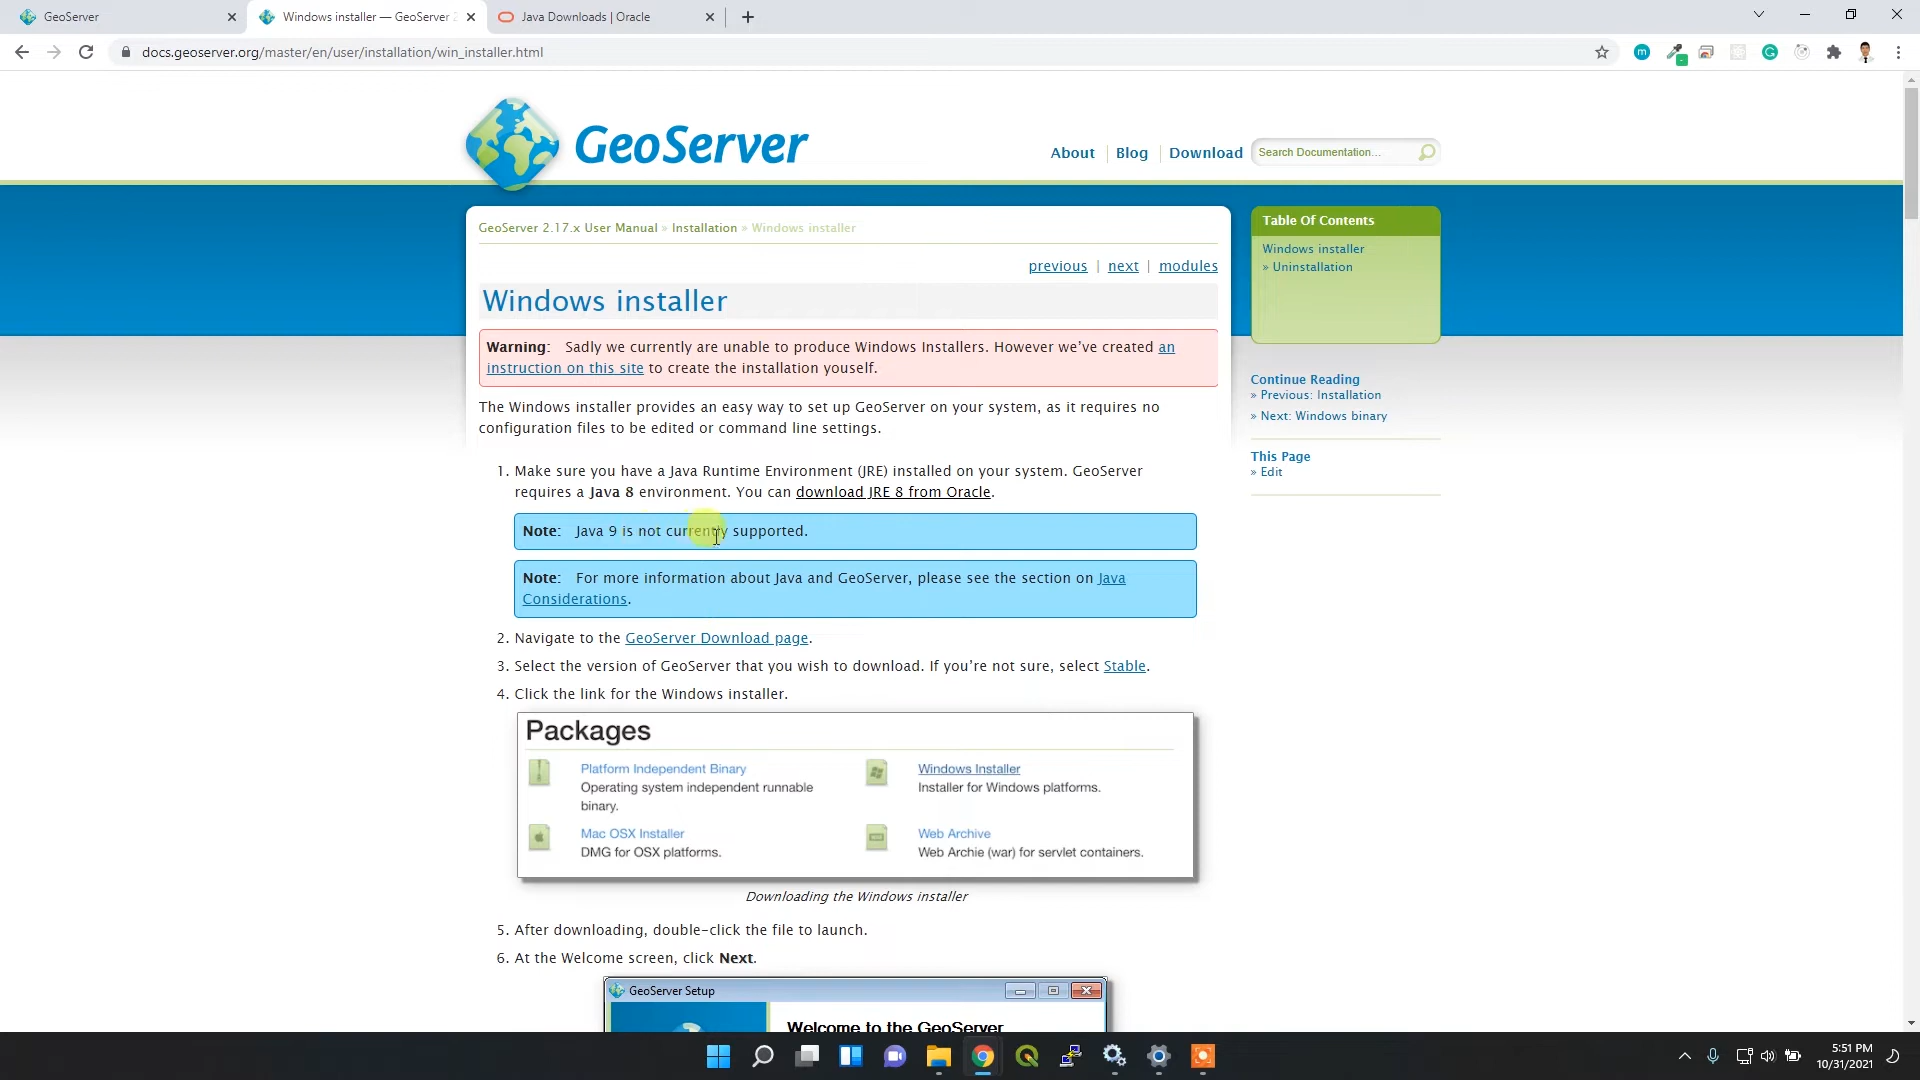 GeoServer
Windows installer — GeoServer 2
Java Downloads | Oracle
docs.geoserver.org/master/en/user/installation/win_installer.html
GeoServer
About
Blog
Download
Search Documentation...
GeoServer 2.17.x User Manual » Installation » Windows installer
previous | next | modules
Windows installer
Warning: Sadly we currently are unable to produce Windows Installers. However we’ve created an
instruction on this site to create the installation youself.
The Windows installer provides an easy way to set up GeoServer on your system, as it requires no
configuration files to be edited or command line settings.
1. Make sure you have a Java Runtime Environment (JRE) installed on your system. GeoServer
requires a Java 8 environment. You can download JRE 8 from Oracle.
Note: Java 9 is not currently supported.
Note: For more information about Java and GeoServer, please see the section on Java
Considerations.
2. Navigate to the GeoServer Download page.
3. Select the version of GeoServer that you wish to download. If you’re not sure, select Stable.
4. Click the link for the Windows installer.
Packages
Platform Independent Binary
Operating system independent runnable
binary.
Windows Installer
Installer for Windows platforms.
Mac OSX Installer
DMG for OSX platforms.
Web Archive
Web Archie (war) for servlet containers.
Downloading the Windows installer
5. After downloading, double-click the file to launch.
6. At the Welcome screen, click Next.
GeoServer Setup
Welcome to the GeoServer
Table Of Contents
Windows installer
» Uninstallation
Continue Reading
» Previous: Installation
» Next: Windows binary
This Page
» Edit
5:51 PM
10/31/2021